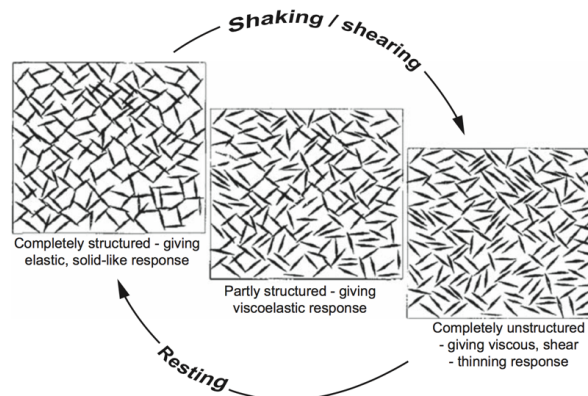 Shaking / shearing
Completely structured - giving
elastic, solid-like response
Partly structured - giving
viscoelastic response
Completely unstructured
- giving viscous, shear
- thinning response
Resting